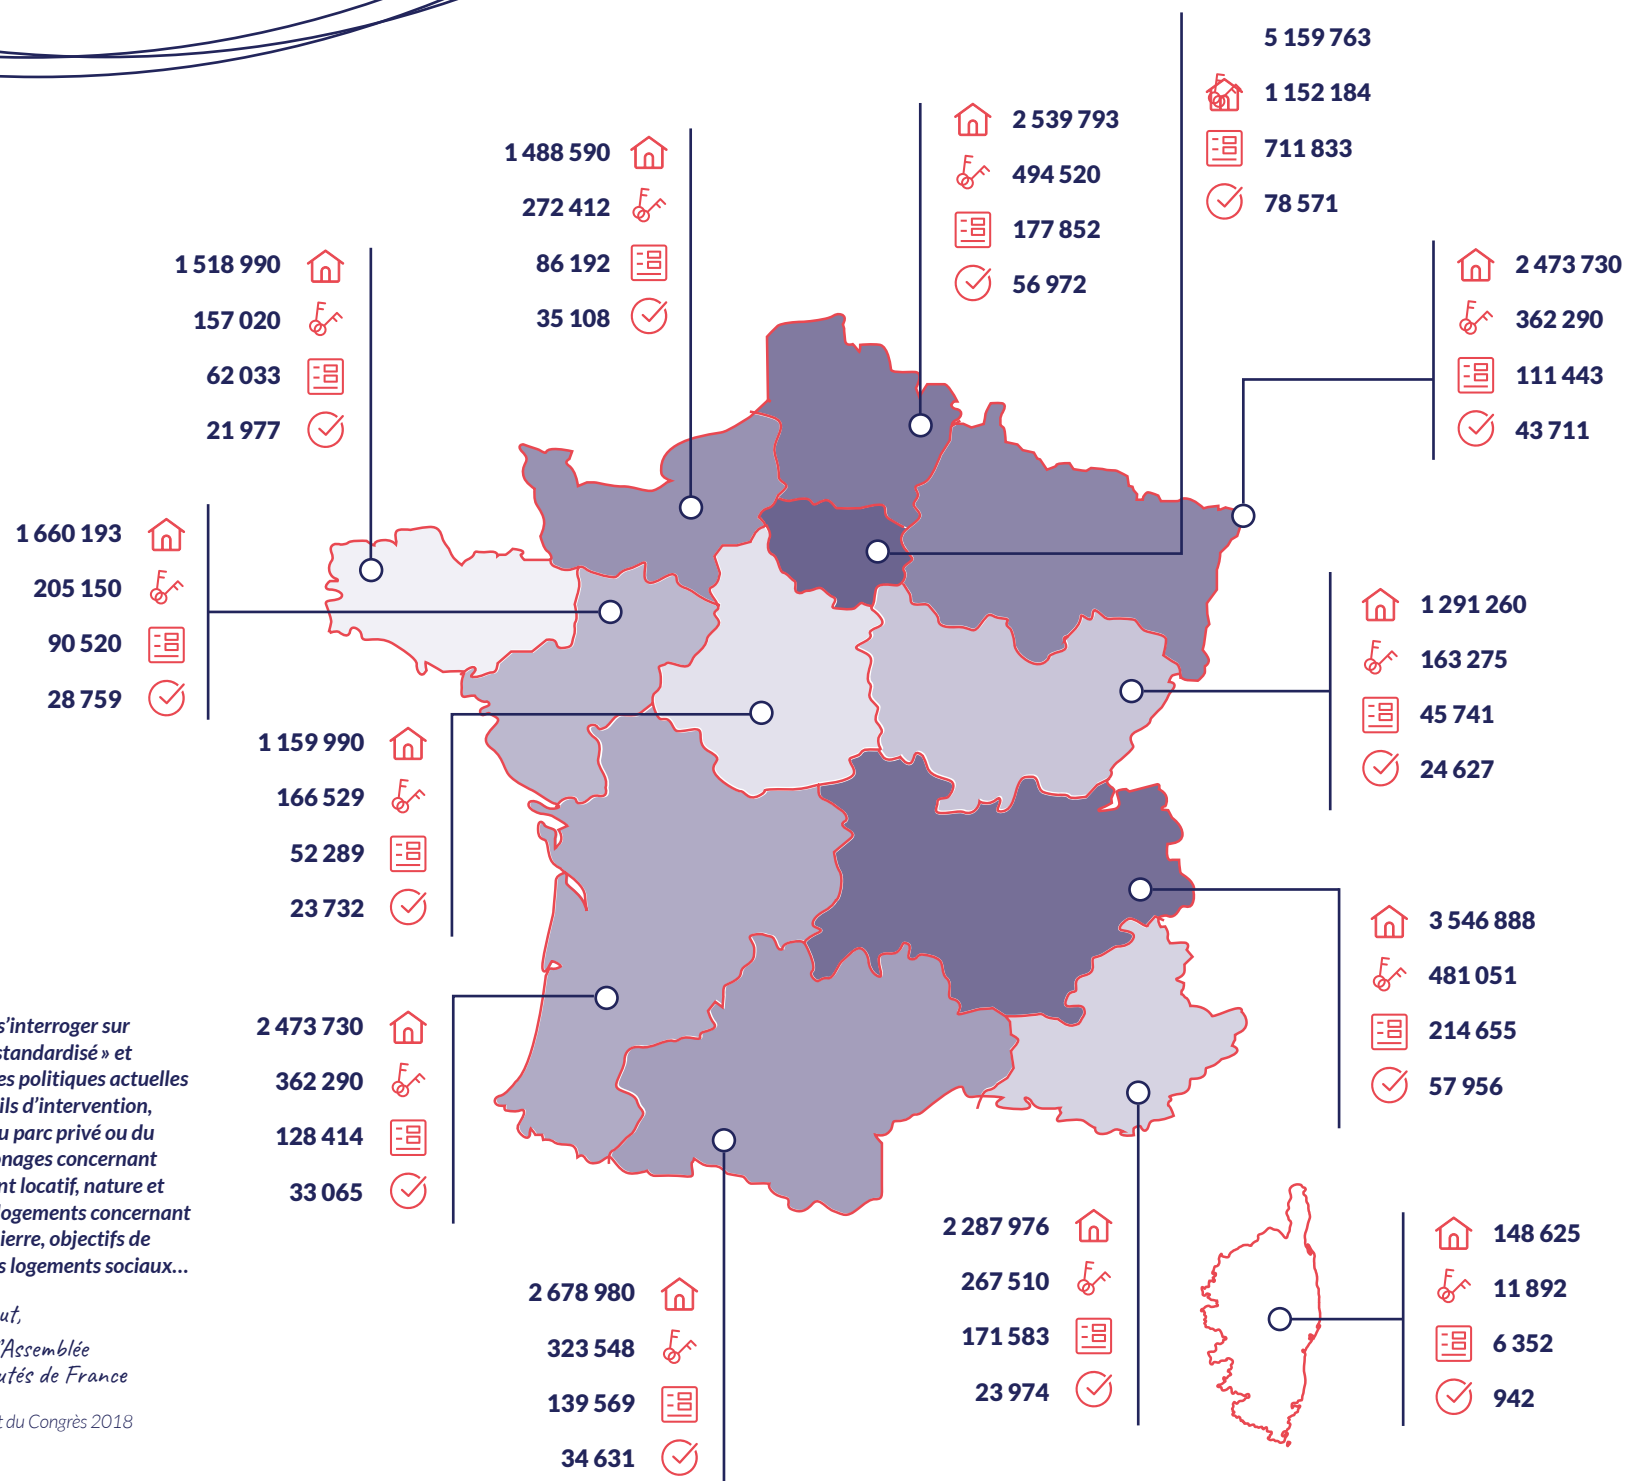 5 159 763
1 152 184
711 833
78 571
2 539 793
494 520
177 852
56 972
1 488 590
272 412
86 192
35 108
1 518 990
157 020
62 033
21 977
2 473 730
362 290
111 443
43 711
1 660 193
205 150
90 520
28 759
1 291 260
163 275
45 741
24 627
1 159 990
166 529
52 289
23 732
3 546 888
481 051
214 655
57 956
2 473 730
362 290
128 414
33 065
2 287 976
267 510
171 583
23 974
148 625
11 892
6 352
942
2 678 980
323 548
139 569
34 631
s'interroger sur
standardisé » et
es politiques actuelles
ils d'intervention,
u parc privé ou du
onages concernant
nt locatif, nature et
logements concernant
ierre, objectifs de
s logements sociaux...
ut,
'Assemblée
utés de France
t du Congrès 2018